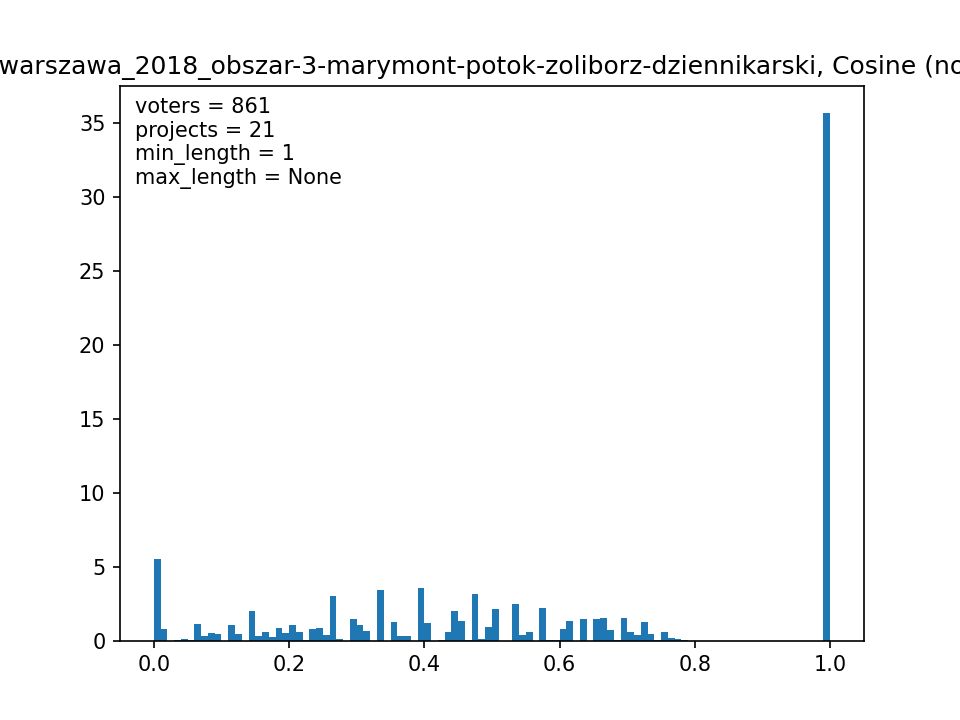 warszawa_2018_obszar-3-marymont-potok-zoliborz-dziennikarski, Cosine (no
voters = 861
projects = 21
min_length = 1
max_length = None
35
30
25
20
15
10
5
0
0.0 0.2 0.4 0.6 0.8 1.0